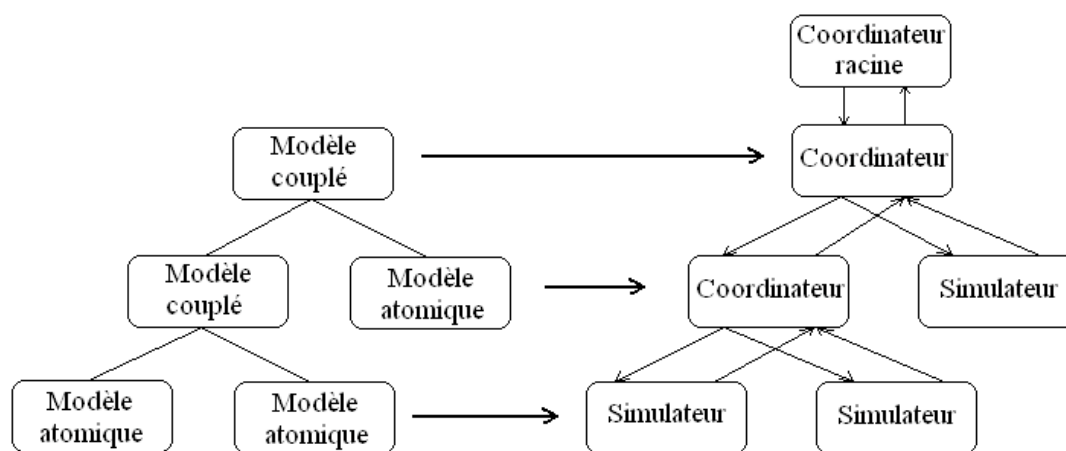 Coordinateur
racine
Modèle
couplé
Coordinateur
Modèle
couplé
Modèle
atomique
Coordinateur
Simulateur
Modèle
atomique
Modèle
atomique
Simulateur
Simulateur